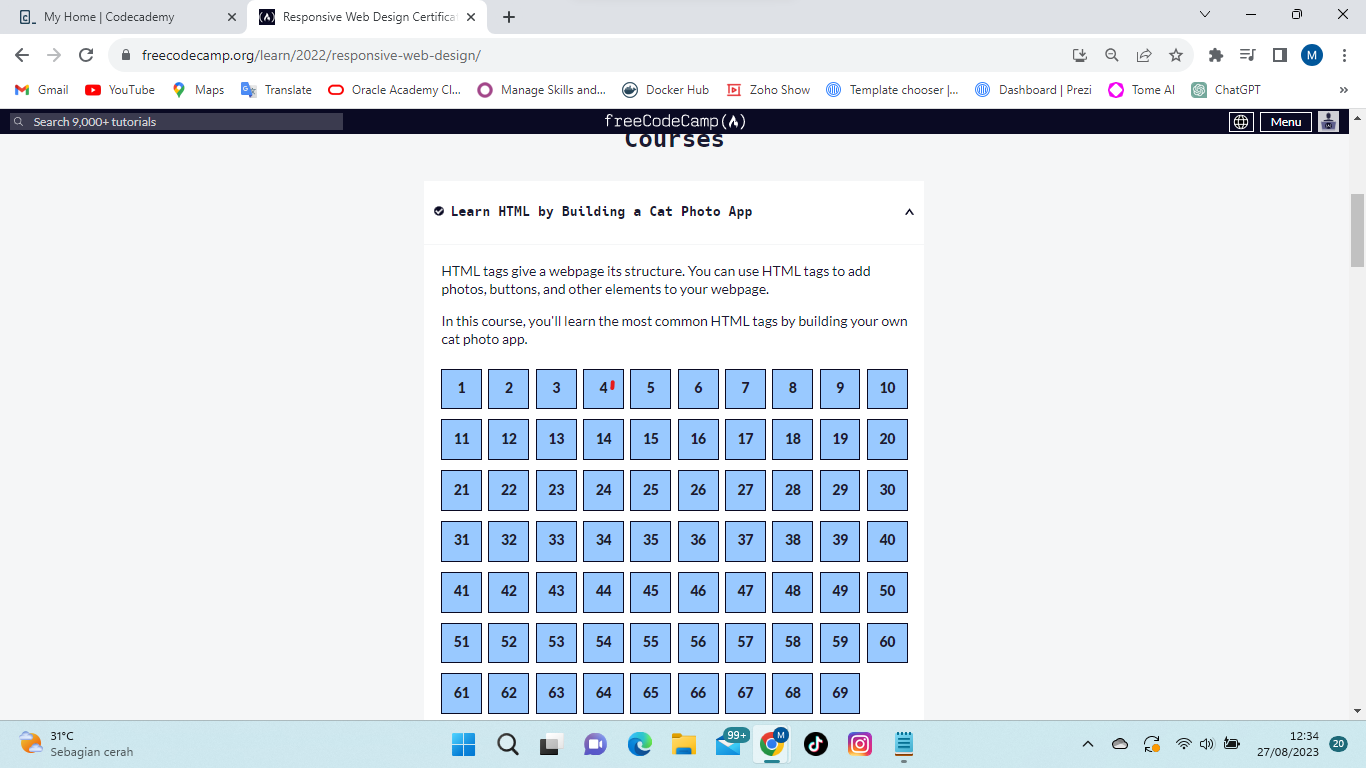 My Home | Codecademy
Responsive Web Design Certificat
freecodecamp.org/learn/2022/responsive-web-design/
M
Gmail
YouTube
Maps
Translate
Oracle Academy Cl...
Manage Skills and...
Docker Hub
Zoho Show
Template chooser |...
Dashboard | Prezi
Tome AI
ChatGPT
»
Search 9,000+ tutorials
freeCodeCamp
Menu
Courses
Learn HTML by Building a Cat Photo App
HTML tags give a webpage its structure. You can use HTML tags to add
photos, buttons, and other elements to your webpage.
In this course, you'll learn the most common HTML tags by building your own
cat photo app.
1 2 3 4 5 6 7 8 9 10
11 12 13 14 15 16 17 18 19 20
21 22 23 24 25 26 27 28 29 30
31 32 33 34 35 36 37 38 39 40
41 42 43 44 45 46 47 48 49 50
51 52 53 54 55 56 57 58 59 60
61 62 63 64 65 66 67 68 69
31°C
Sebagian cerah
99+
M
12:34
27/08/2023
20